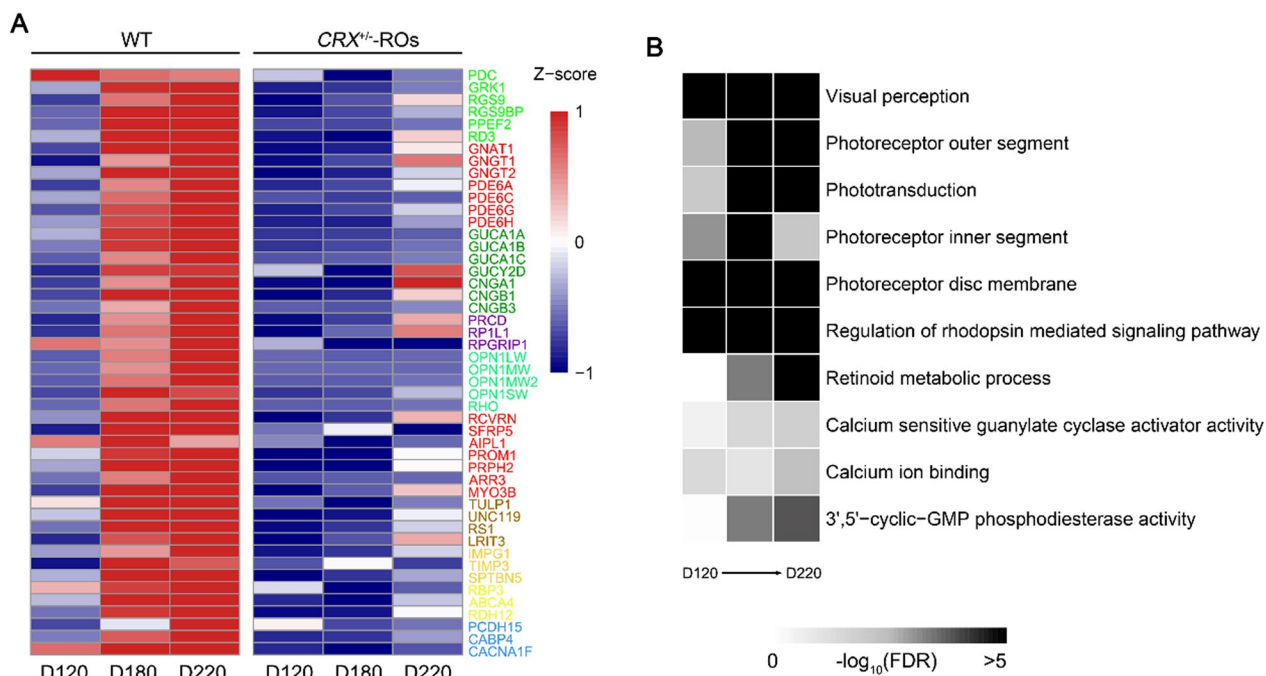 A
WT
CRX+/-‑ROs
Z−score
1
0
−1
PDC
GRK1
RGS9
RGS9BP
PPEF2
RD3
GNAT1
GNGT1
GNGT2
PDE6A
PDE6C
PDE6G
PDE6H
GUCA1A
GUCA1B
GUCA1C
GUCY2D
CNGA1
CNGB1
CNGB3
PRCD
RP1L1
RPGRIP1
OPN1LW
OPN1MW
OPN1MW2
OPN1SW
RHO
RCVRN
SFRP5
AIPL1
PROM1
PRPH2
ARR3
MYO3B
TULP1
UNC119
RS1
LRIT3
IMPG1
TIMP3
SPTBN5
RBP3
ABCA4
RDH12
PCDH15
CABP4
CACNA1F
D120 D180 D220 D120 D180 D220
B
Visual perception
Photoreceptor outer segment
Phototransduction
Photoreceptor inner segment
Photoreceptor disc membrane
Regulation of rhodopsin mediated signaling pathway
Retinoid metabolic process
Calcium sensitive guanylate cyclase activator activity
Calcium ion binding
3',5'−cyclic−GMP phosphodiesterase activity
D120 → D220
0 -log10(FDR) >5